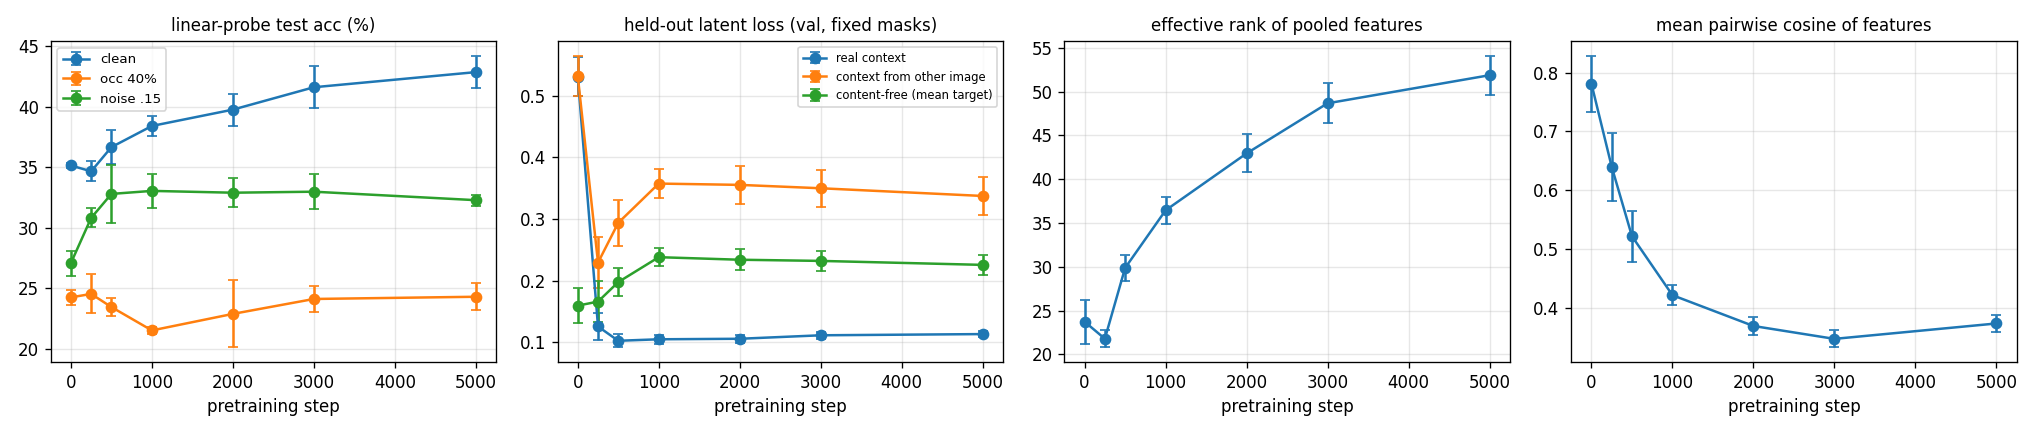 linear-probe test acc (%)
clean
occ 40%
noise .15
45
40
35
30
25
20
0 1000 2000 3000 4000 5000
pretraining step
held-out latent loss (val, fixed masks)
real context
context from other image
content-free (mean target)
0.5
0.4
0.3
0.2
0.1
0 1000 2000 3000 4000 5000
pretraining step
effective rank of pooled features
55
50
45
40
35
30
25
20
0 1000 2000 3000 4000 5000
pretraining step
mean pairwise cosine of features
0.8
0.7
0.6
0.5
0.4
0 1000 2000 3000 4000 5000
pretraining step